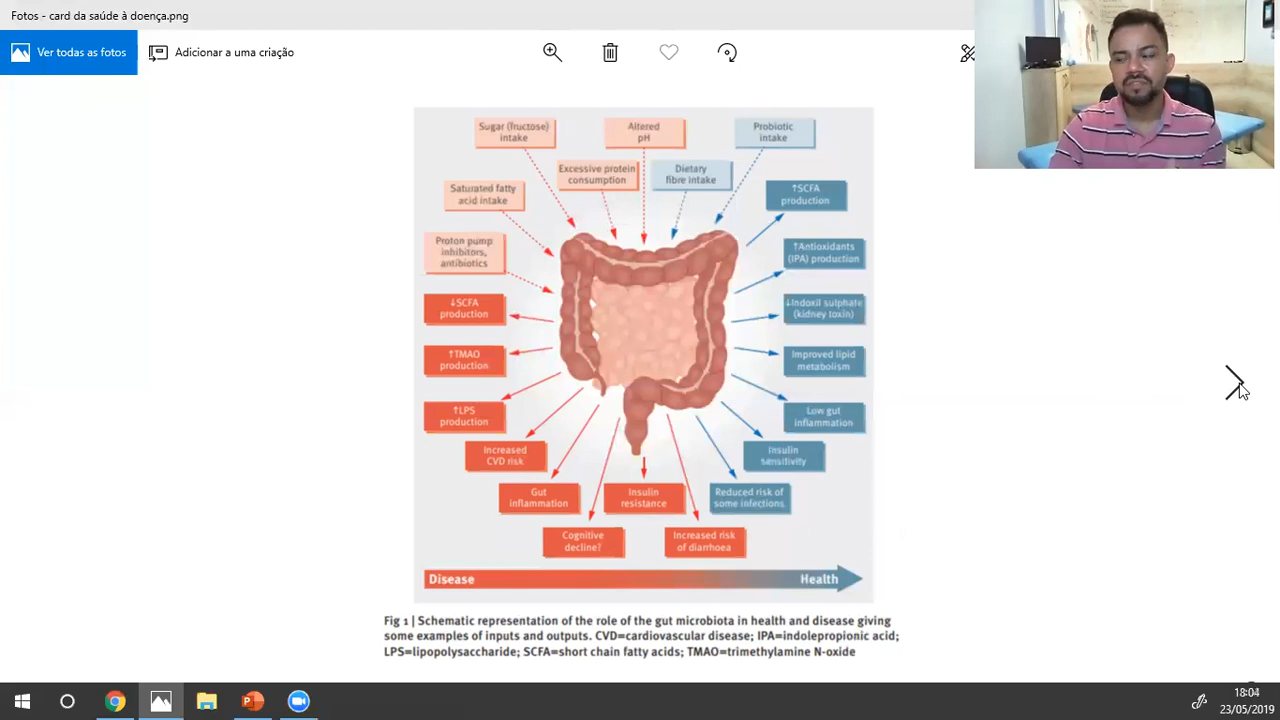 Fotos - card da saúde à doença.png
Ver todas as fotos
Adicionar a uma criação
Sugar (fructose)
intake
Altered
pH
Probiotic
intake
Excessive protein
consumption
Dietary
fibre intake
Saturated fatty
acid intake
↑SCFA
production
Proton pump
inhibitors,
antibiotics
↑Antioxidants
(IPA) production
↓SCFA
production
↓Indoxil sulphate
(kidney toxin)
↑TMAO
production
Improved lipid
metabolism
↑LPS
production
Low gut
inflammation
Increased
CVD risk
Insulin
sensitivity
Gut
inflammation
Insulin
resistance
Reduced risk of
some infections
Cognitive
decline?
Increased risk
of diarrhoea
Disease
Health
Fig 1 | Schematic representation of the role of the gut microbiota in health and disease giving
some examples of inputs and outputs. CVD=cardiovascular disease; IPA=indolepropionic acid;
LPS=lipopolysaccharide; SCFA=short chain fatty acids; TMAO=trimethylamine N-oxide
18:04
23/05/2019